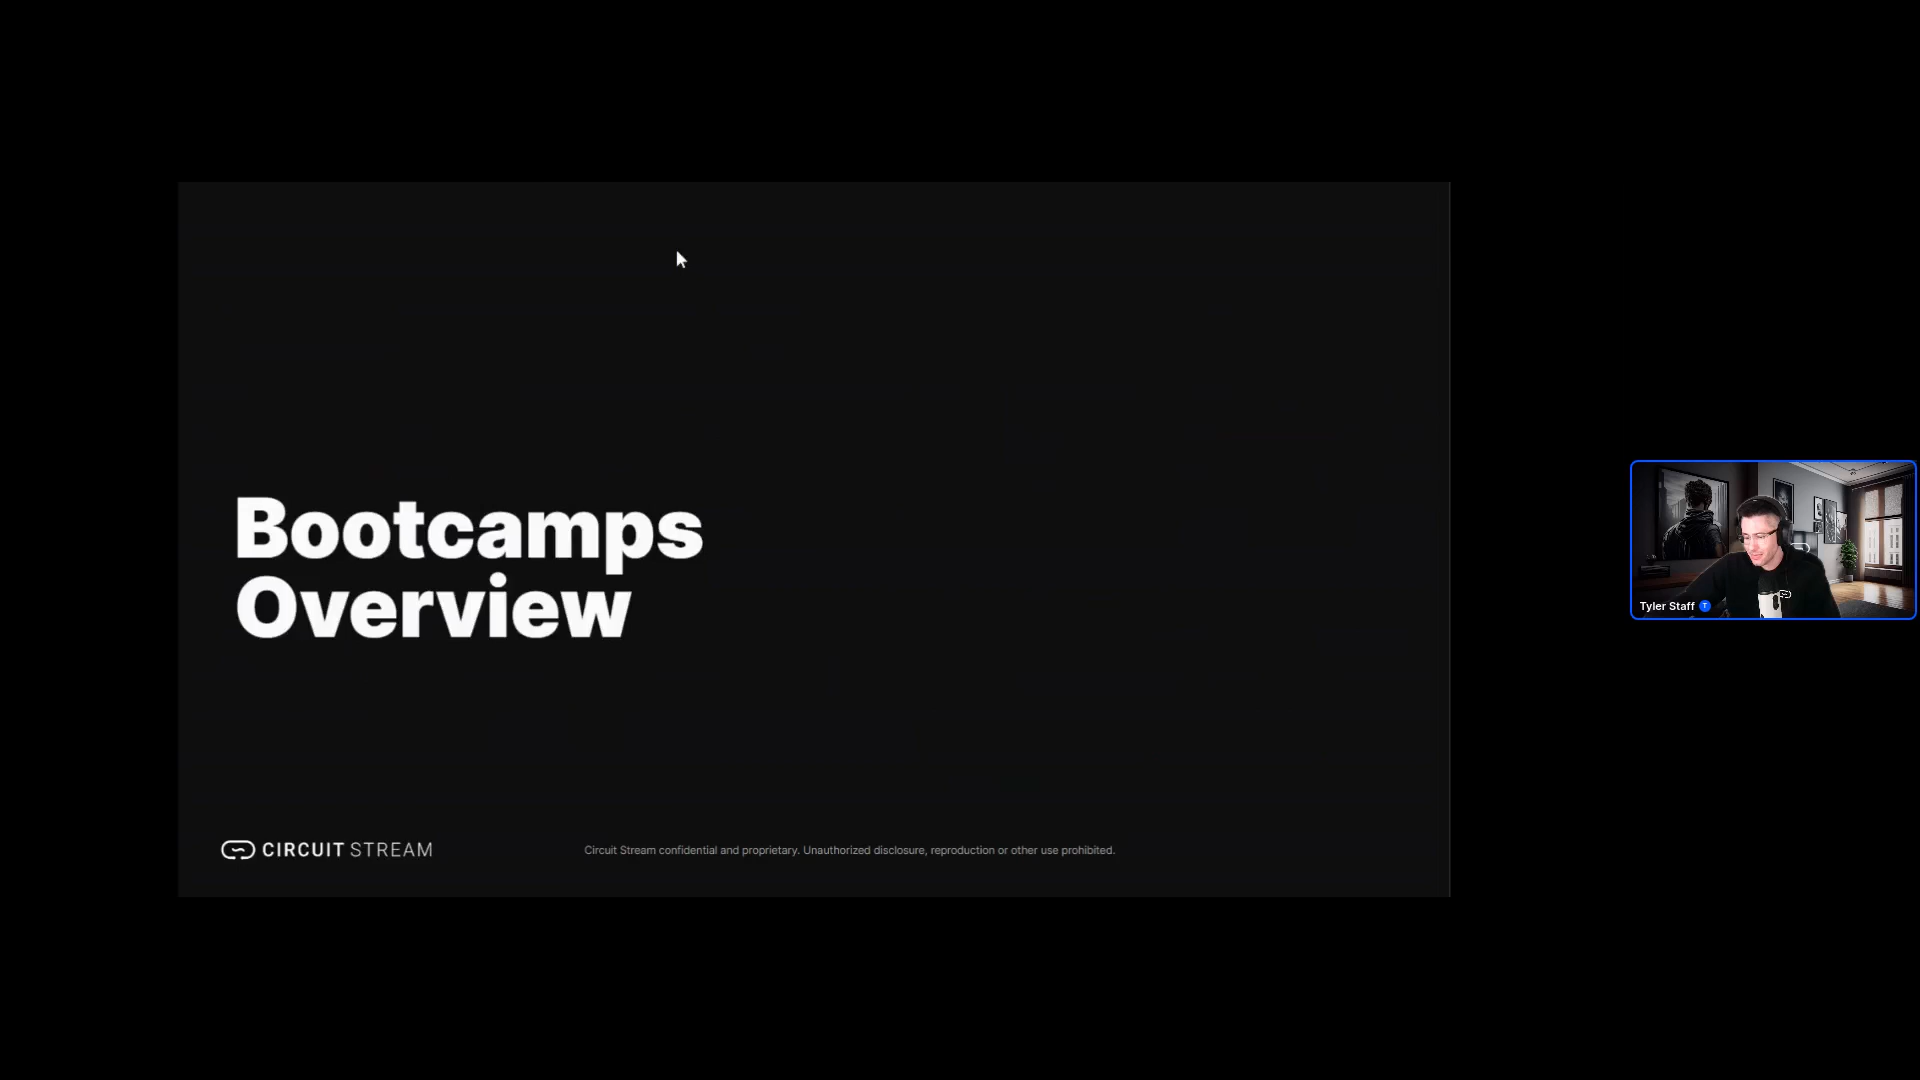 Bootcamps
Overview
CIRCUIT STREAM
Circuit Stream confidential and proprietary. Unauthorized disclosure, reproduction or other use prohibited.
Tyler Staff T